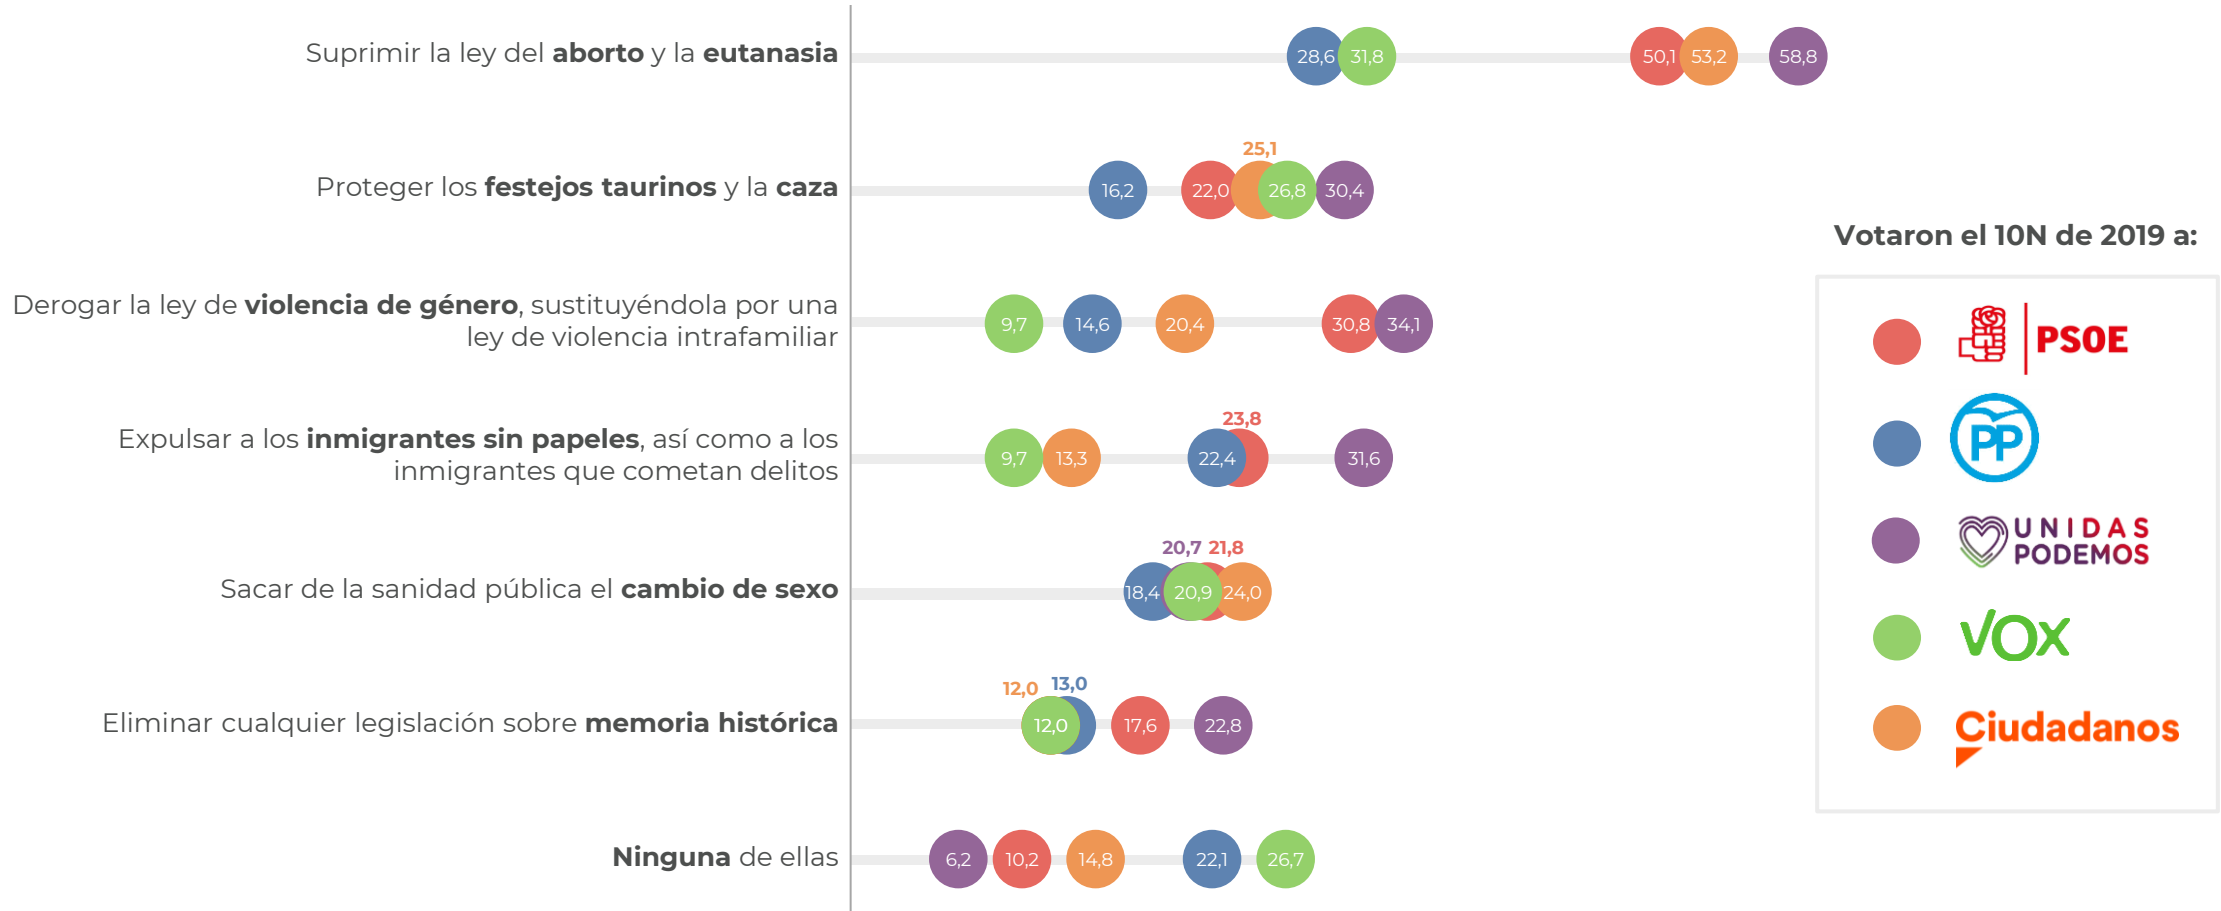 Suprimir la ley del aborto y la eutanasia
28,6 31,8 50,1 53,2 58,8
25,1
Proteger los festejos taurinos y la caza
16,2 22,0 26,8 30,4
Votaron el 10N de 2019 a:
Derogar la ley de violencia de género, sustituyéndola por una
ley de violencia intrafamiliar
9,7 14,6 20,4 30,8 34,1
PSOE
23,8
Expulsar a los inmigrantes sin papeles, así como a los
inmigrantes que cometan delitos
9,7 13,3 22,4 31,6
PP
UNIDAS
PODEMOS
20,7 21,8
Sacar de la sanidad pública el cambio de sexo
18,4 20,9 24,0
VOX
12,0 13,0
Eliminar cualquier legislación sobre memoria histórica
12,0 17,6 22,8
Ciudadanos
Ninguna de ellas
6,2 10,2 14,8 22,1 26,7